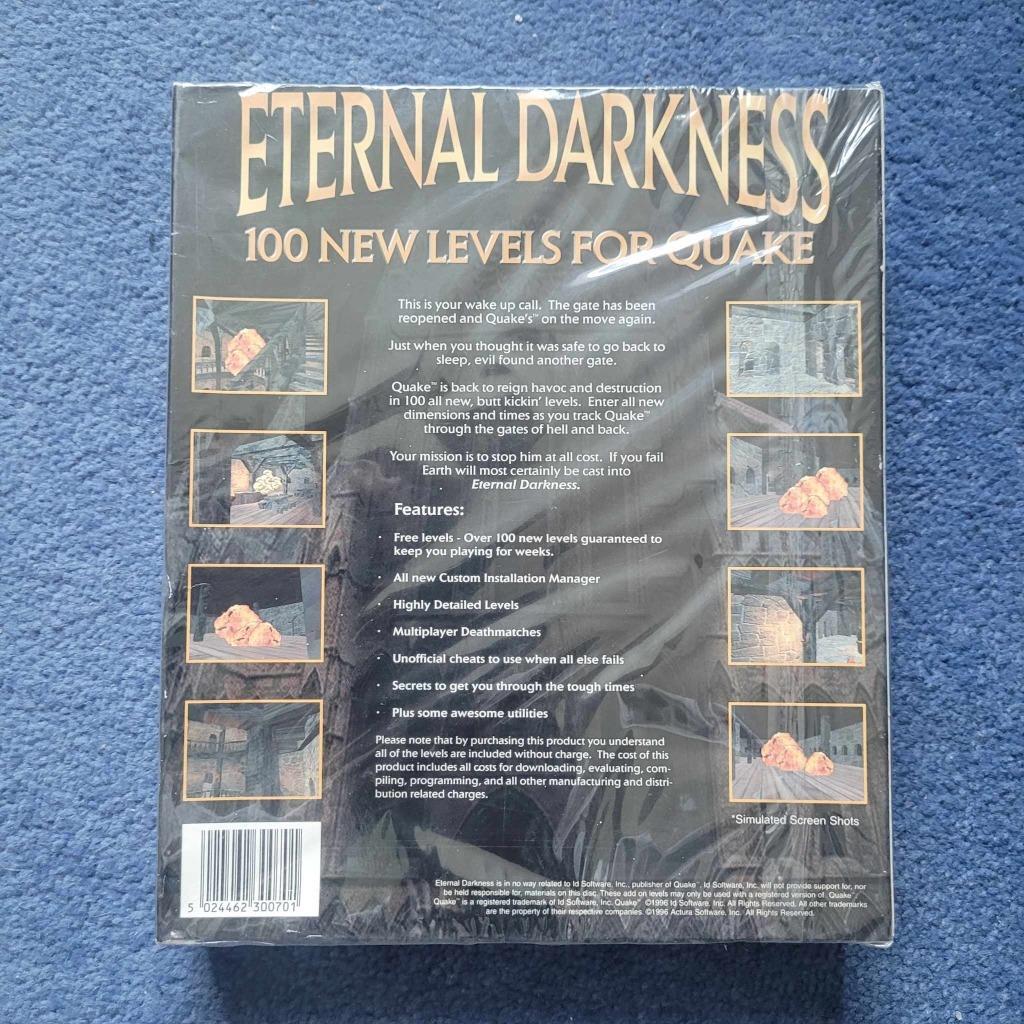 ETERNAL DARKNESS
100 NEW LEVELS FOR QUAKE
This is your wake up call. The gate has been
reopened and Quake's™ on the move again.
Just when you thought it was safe to go back to
sleep, evil found another gate.
Quake™ is back to reign havoc and destruction
in 100 all new, butt kickin' levels. Enter all new
dimensions and times as you track Quake™
through the gates of hell and back.
Your mission is to stop him at all cost. If you fail
Earth will most certainly be cast into
Eternal Darkness.
Features:
· Free levels - Over 100 new levels guaranteed to
keep you playing for weeks.
· All new Custom Installation Manager
· Highly Detailed Levels
· Multiplayer Deathmatches
· Unofficial cheats to use when all else fails
· Secrets to get you through the tough times
· Plus some awesome utilities
Please note that by purchasing this product you understand
all of the levels are included without charge. The cost of this
product includes all costs for downloading, evaluating, com-
piling, programming, and all other manufacturing and distri-
bution related charges.
*Simulated Screen Shots
Eternal Darkness is in no way related to Id Software, Inc., publisher of Quake™. Id Software, Inc. will not provide support for, nor
be held responsible for, materials on this disc. These add on levels may only be used with a registered version of Quake™.
Quake™ is a registered trademark of Id Software, Inc. Quake™ ©1996 Id Software, Inc. All Rights Reserved. All other trademarks
are the property of their respective companies. ©1996 Actura Software, Inc. All Rights Reserved.
5 024462 300701